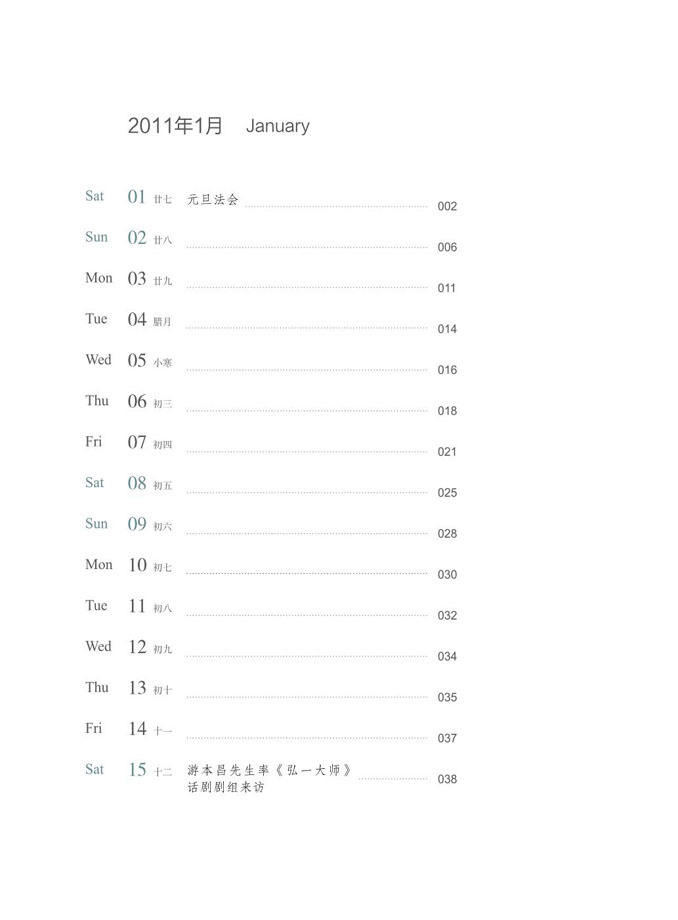 2011年1月 January
Sat 01 廿七 元旦法会 002
Sun 02 廿八 006
Mon 03 廿九 011
Tue 04 腊月 014
Wed 05 小寒 016
Thu 06 初三 018
Fri 07 初四 021
Sat 08 初五 025
Sun 09 初六 028
Mon 10 初七 030
Tue 11 初八 032
Wed 12 初九 034
Thu 13 初十 035
Fri 14 十一 037
Sat 15 十二 游本昌先生率《弘一大师》 038
话剧剧组来访